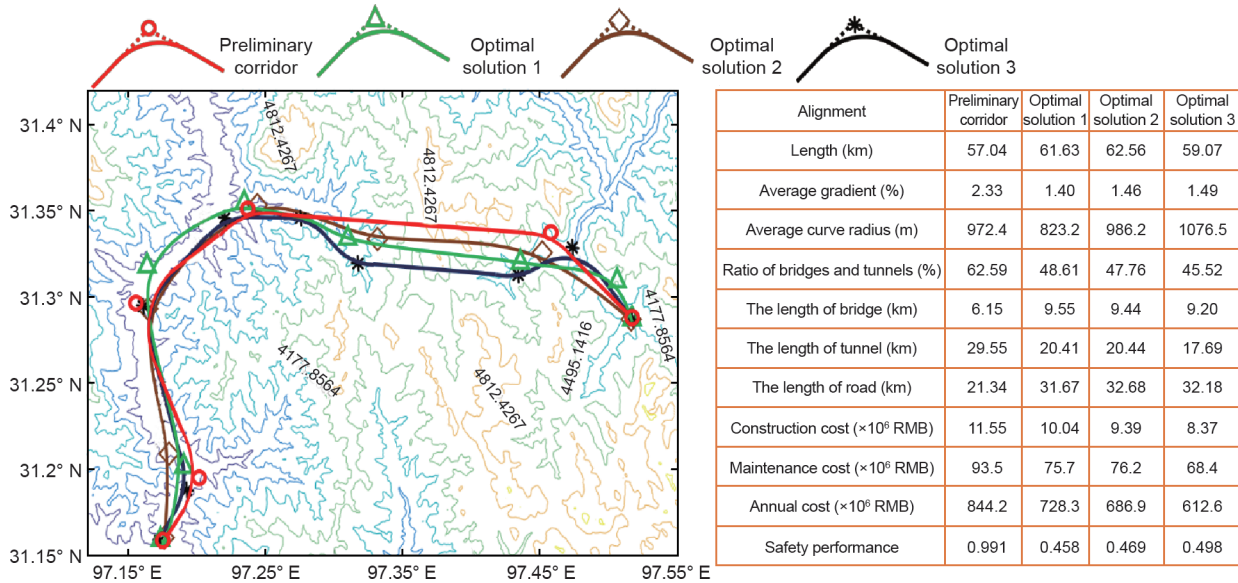 Preliminary
corridor
Optimal
solution 1
Optimal
solution 2
Optimal
solution 3
31.4° N
31.35° N
31.3° N
31.25° N
31.2° N
31.15° N
97.15° E
97.25° E
97.35° E
97.45° E
97.55° E
4812.4267
4812.4267
4177.8564
4812.4267
4495.1416
4177.8564
Alignment Preliminary corridor Optimal solution 1 Optimal solution 2 Optimal solution 3
Length (km) 57.04 61.63 62.56 59.07
Average gradient (%) 2.33 1.40 1.46 1.49
Average curve radius (m) 972.4 823.2 986.2 1076.5
Ratio of bridges and tunnels (%) 62.59 48.61 47.76 45.52
The length of bridge (km) 6.15 9.55 9.44 9.20
The length of tunnel (km) 29.55 20.41 20.44 17.69
The length of road (km) 21.34 31.67 32.68 32.18
Construction cost (×10⁶ RMB) 11.55 10.04 9.39 8.37
Maintenance cost (×10⁶ RMB) 93.5 75.7 76.2 68.4
Annual cost (×10⁶ RMB) 844.2 728.3 686.9 612.6
Safety performance 0.991 0.458 0.469 0.498